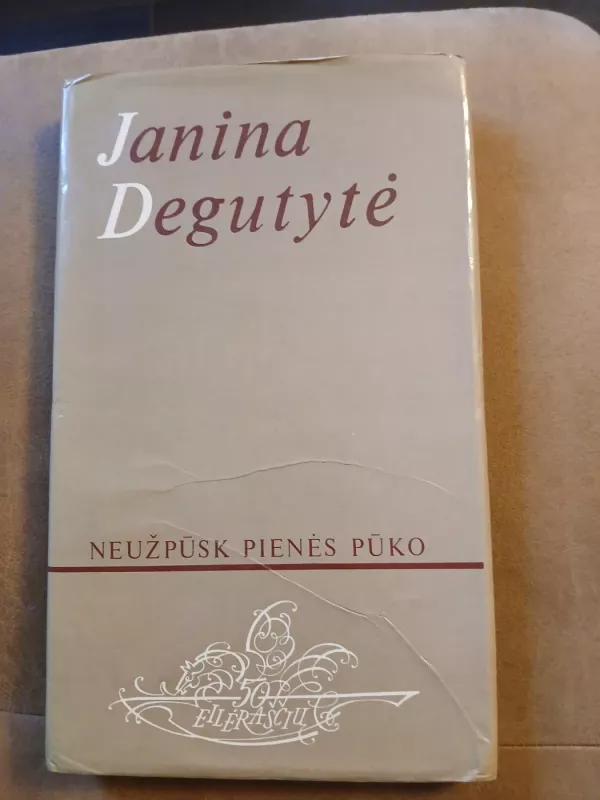 Janina
Degutytė
NEUŽPŪSK PIENĖS PŪKO
50
EILĖRAŠČIŲ